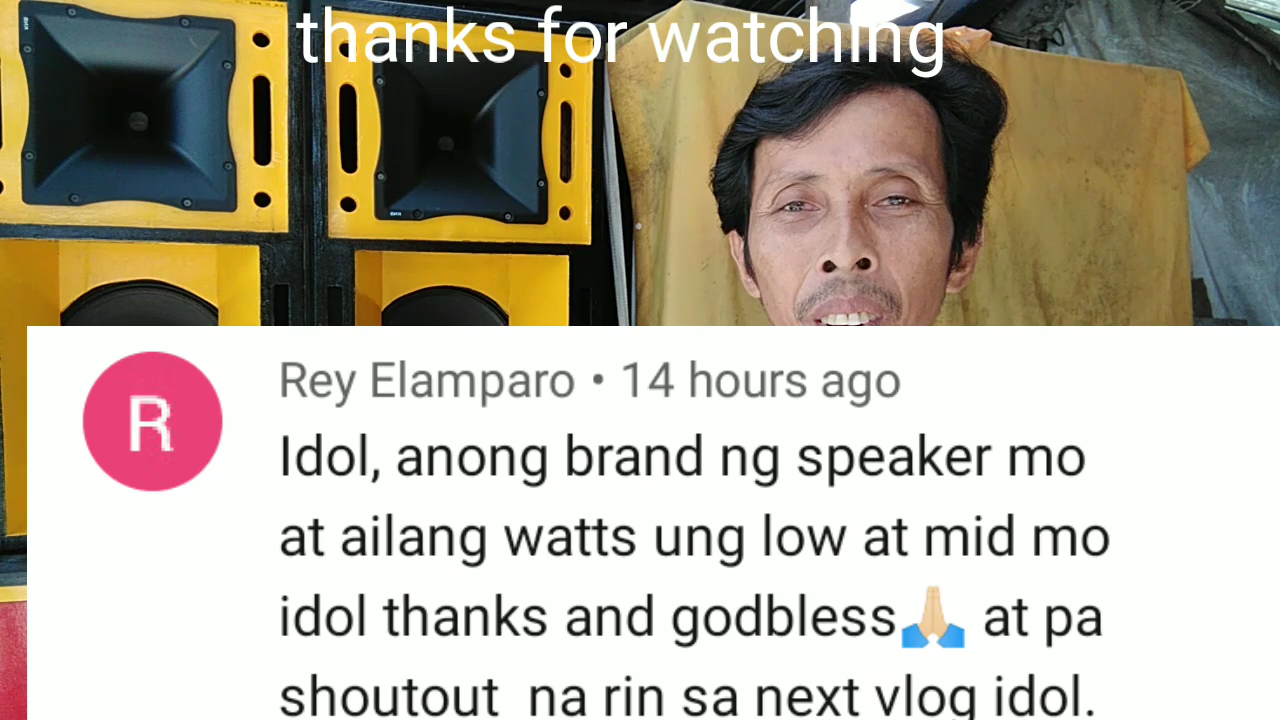 thanks for watching
R
Rey Elamparo • 14 hours ago
Idol, anong brand ng speaker mo
at ailang watts ung low at mid mo
idol thanks and godbless🙏🏼 at pa
shoutout na rin sa next vlog idol.